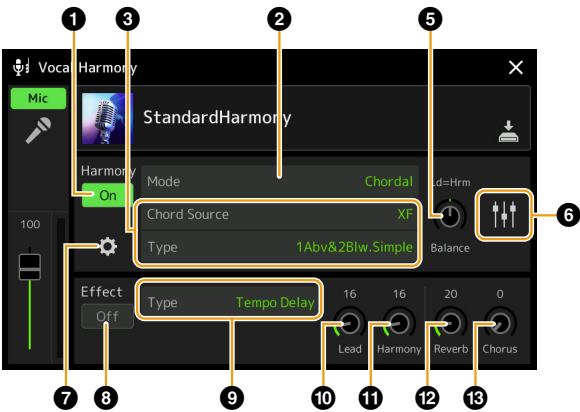 1
3
2
5
Vocal Harmony
Mic
StandardHarmony
Harmony
On
Mode
Chordal
Ld=Hrm
Chord Source
XF
6
100
Type
1Abv&2Blw.Simple
Balance
Effect
Off
Type
Tempo Delay
16
16
20
0
Lead
Harmony
Reverb
Chorus
7
8
9
10
11
12
13